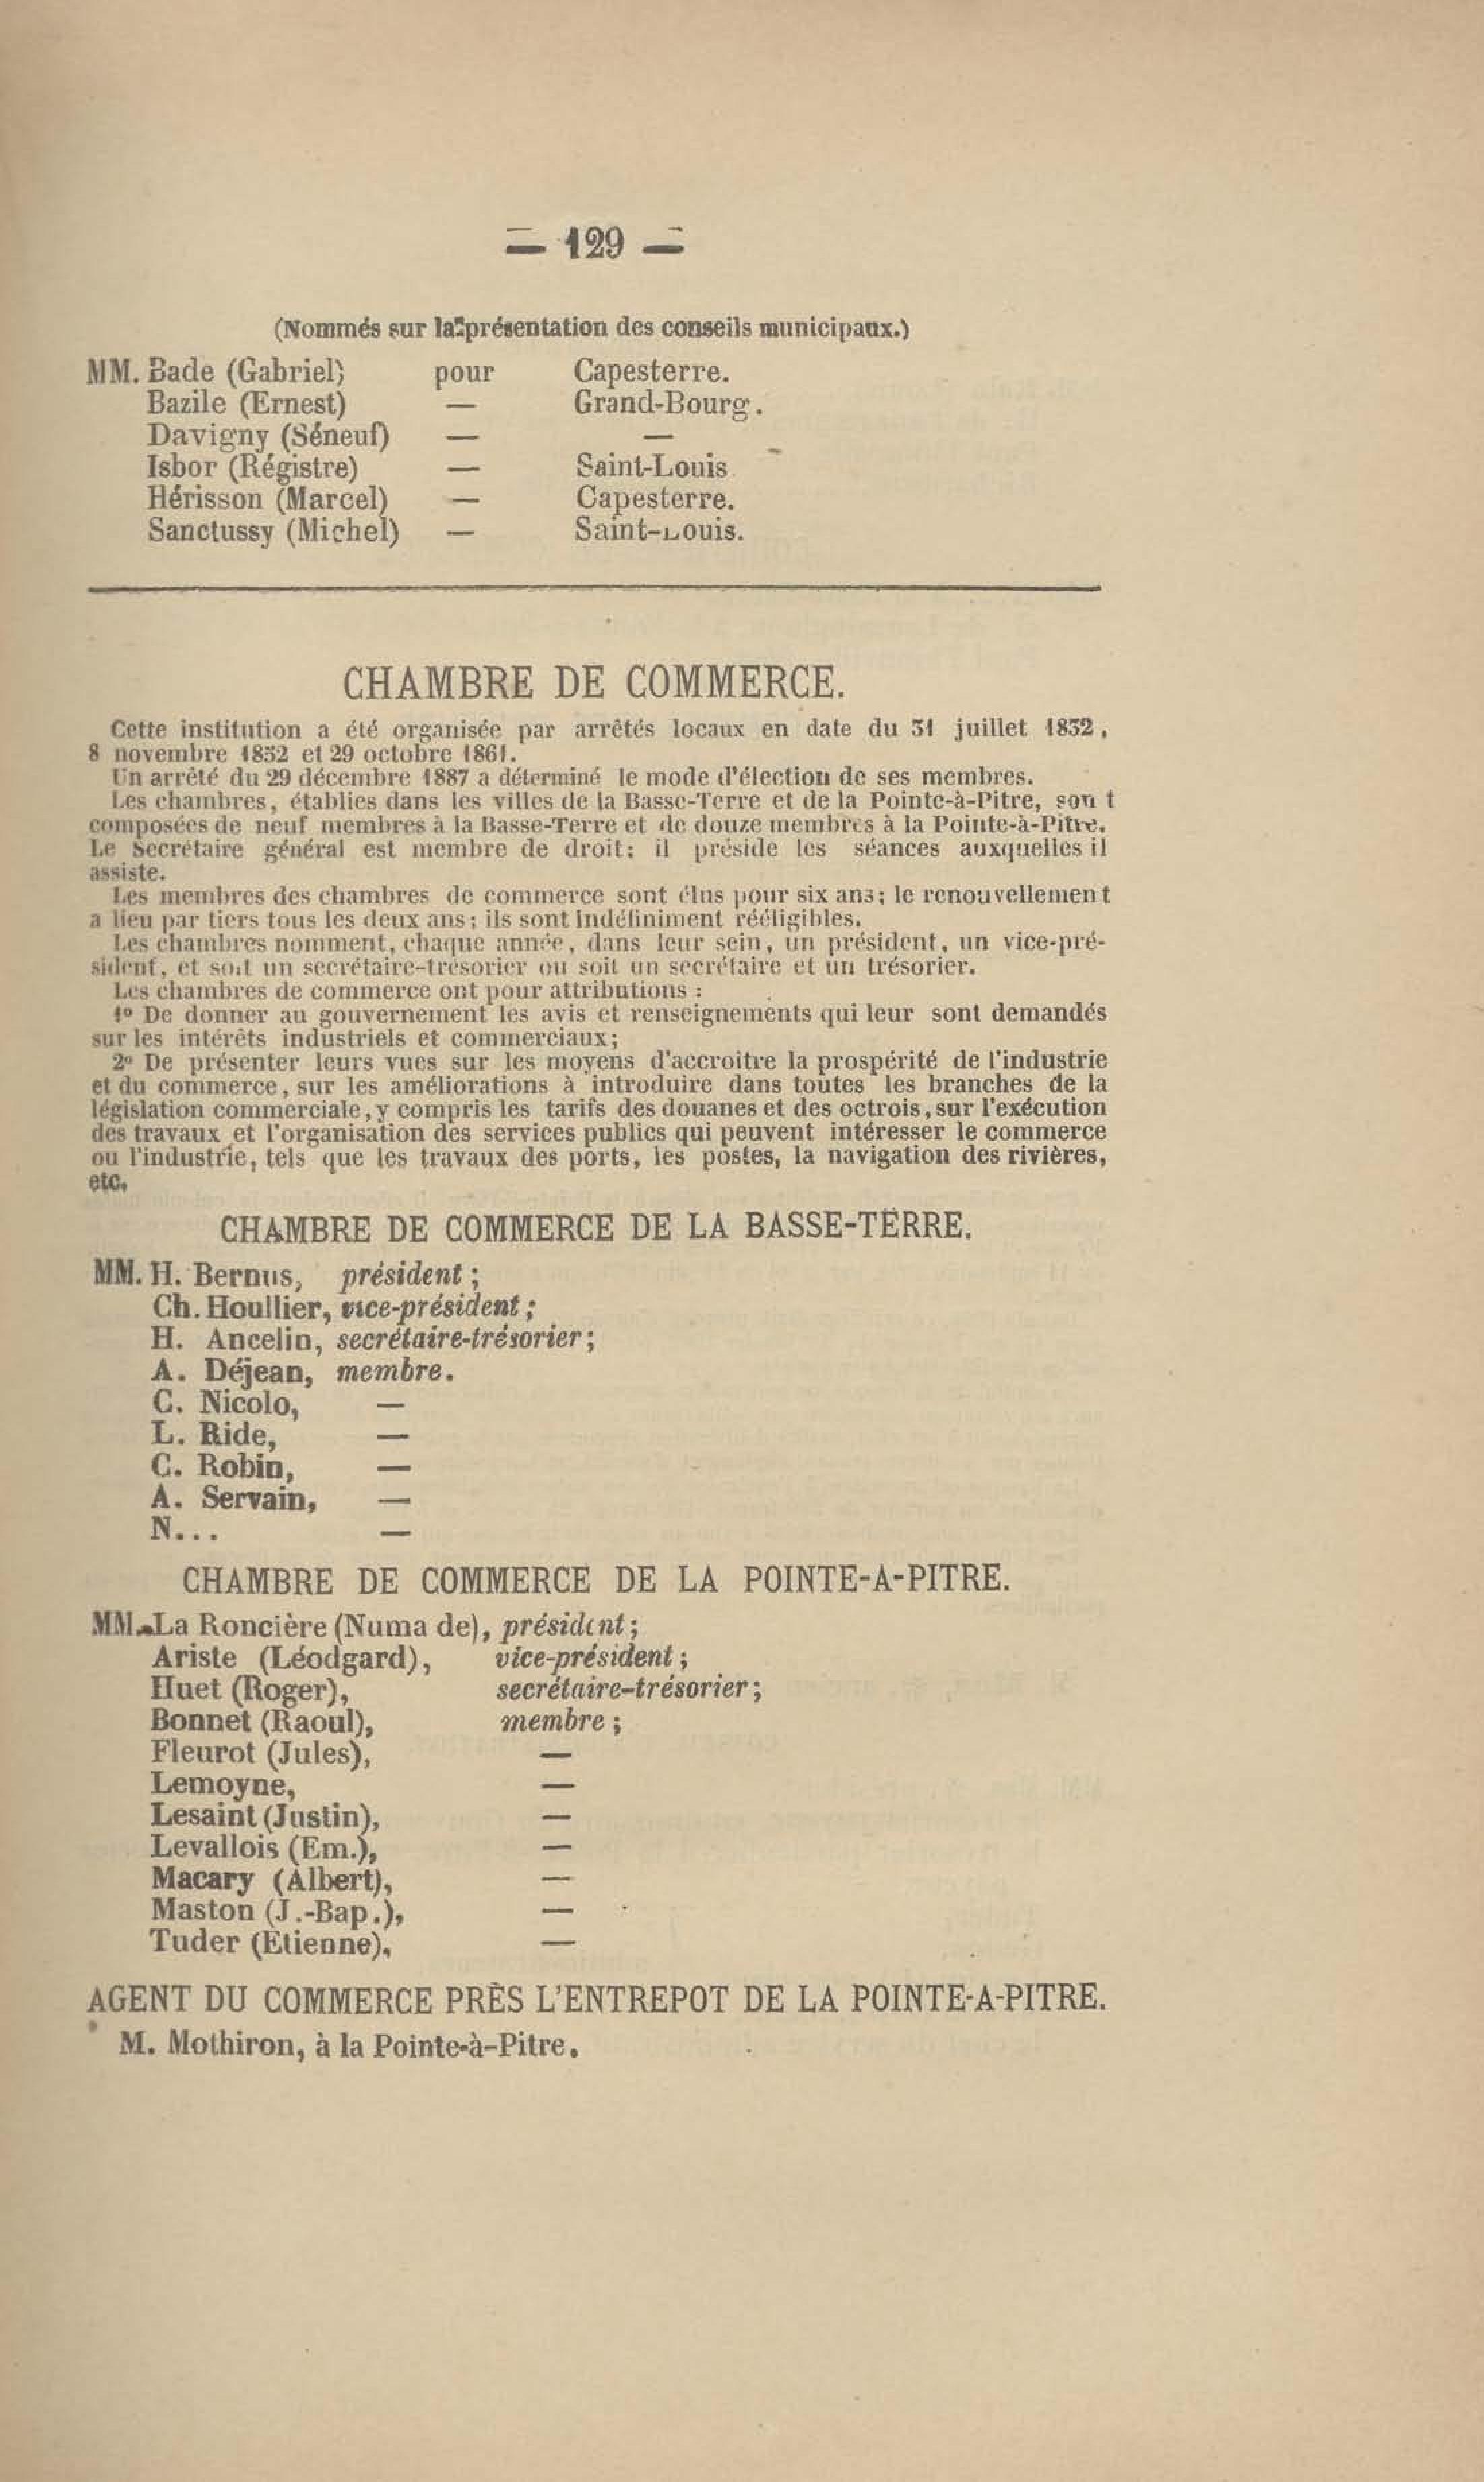 — 129 —
(Nommés sur la présentation des conseils municipaux.)
MM. Bade (Gabriel) pour Capesterre.
Bazile (Ernest) — Grand-Bourg.
Davigny (Séneuf) — —
Isbor (Régistre) — Saint-Louis
Hérisson (Marcel) — Capesterre.
Sanctussy (Michel) — Saint-Louis.
CHAMBRE DE COMMERCE.
Cette institution a été organisée par arrêtés locaux en date du 31 juillet 1832,
8 novembre 1852 et 29 octobre 1861.
Un arrêté du 29 décembre 1887 a déterminé le mode d'élection de ses membres.
Les chambres, établies dans les villes de la Basse-Terre et de la Pointe-à-Pitre, son t
composées de neuf membres à la Basse-Terre et de douze membres à la Pointe-à-Pitre.
Le Secrétaire général est membre de droit; il préside les séances auxquelles il
assiste.
Les membres des chambres de commerce sont élus pour six ans; le renouvellemen t
a lieu par tiers tous les deux ans; ils sont indéfiniment rééligibles.
Les chambres nomment, chaque année, dans leur sein, un président, un vice-pré-
sident, et soit un secrétaire-trésorier ou soit un secrétaire et un trésorier.
Les chambres de commerce ont pour attributions :
1° De donner au gouvernement les avis et renseignements qui leur sont demandés
sur les intérêts industriels et commerciaux;
2° De présenter leurs vues sur les moyens d'accroitre la prospérité de l'industrie
et du commerce, sur les améliorations à introduire dans toutes les branches de la
législation commerciale, y compris les tarifs des douanes et des octrois, sur l'exécution
des travaux et l'organisation des services publics qui peuvent intéresser le commerce
ou l'industrie, tels que les travaux des ports, les postes, la navigation des rivières,
etc.
CHAMBRE DE COMMERCE DE LA BASSE-TERRE.
MM. H. Bernus, président ;
Ch. Houllier, vice-président ;
H. Ancelin, secrétaire-trésorier ;
A. Déjean, membre.
C. Nicolo, —
L. Ride, —
C. Robin, —
A. Servain, —
N... —
CHAMBRE DE COMMERCE DE LA POINTE-A-PITRE.
MM. La Roncière (Numa de), président ;
Ariste (Léodgard), vice-président ;
Huet (Roger), secrétaire-trésorier ;
Bonnet (Raoul), membre ;
Fleurot (Jules), —
Lemoyne, —
Lesaint (Justin), —
Levallois (Em.), —
Macary (Albert), —
Maston (J.-Bap.), —
Tuder (Etienne), —
AGENT DU COMMERCE PRÈS L'ENTREPOT DE LA POINTE-A-PITRE.
M. Mothiron, à la Pointe-à-Pitre.